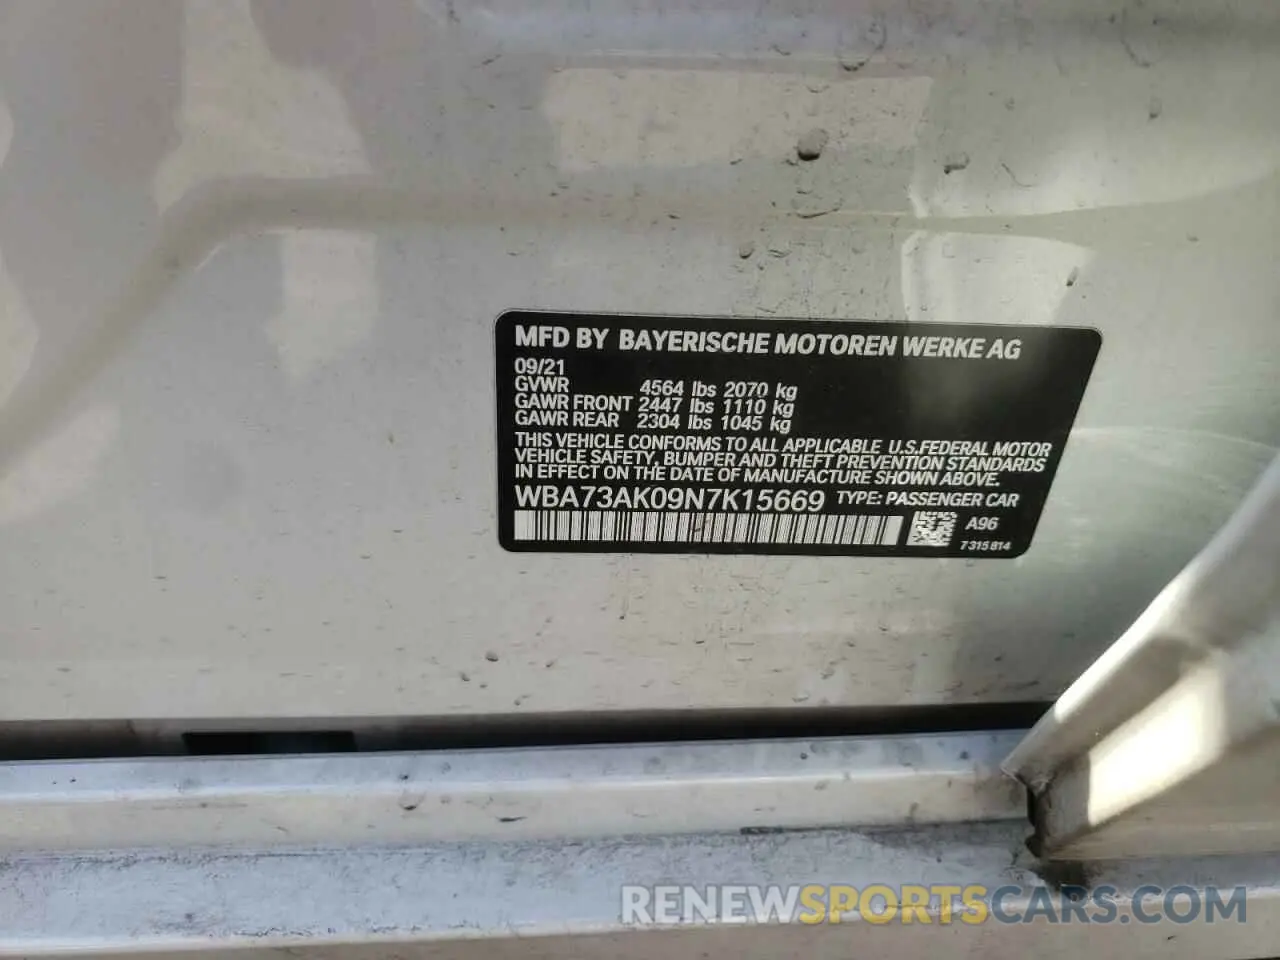 MFD BY BAYERISCHE MOTOREN WERKE AG
09/21
GVWR 4564 lbs 2070 kg
GAWR FRONT 2447 lbs 1110 kg
GAWR REAR 2304 lbs 1045 kg
THIS VEHICLE CONFORMS TO ALL APPLICABLE U.S.FEDERAL MOTOR
VEHICLE SAFETY, BUMPER AND THEFT PREVENTION STANDARDS
IN EFFECT ON THE DATE OF MANUFACTURE SHOWN ABOVE.
WBA73AK09N7K15669 TYPE: PASSENGER CAR
A96
7315814
RENEWSPORTSCARS.COM